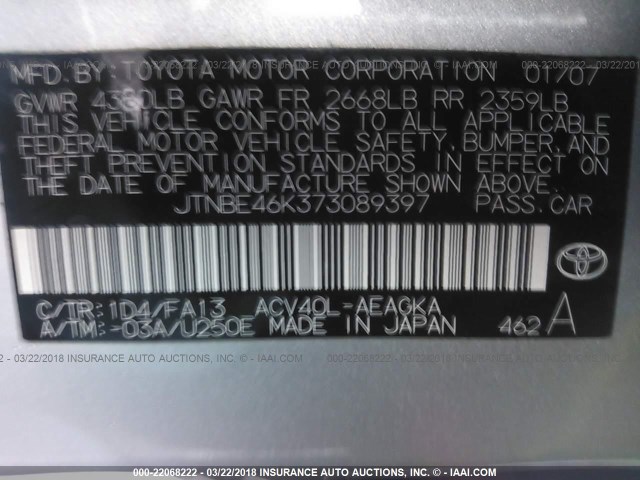 MFD. BY: TOYOTA MOTOR CORPORATION 01/07
GVWR 4380LB GAWR FR 2668LB RR 2359LB
THIS VEHICLE CONFORMS TO ALL APPLICABLE
FEDERAL MOTOR VEHICLE SAFETY, BUMPER, AND
THEFT PREVENTION STANDARDS IN EFFECT ON
THE DATE OF MANUFACTURE SHOWN ABOVE.
JTNBE46K373089397 PASS. CAR
C/TR: 1D4/FA13 ACV40L-AEAGKA
A/TM: -03A/U250E MADE IN JAPAN 462 A
000-22068222 - 03/22/2018 INSURANCE AUTO AUCTIONS INC. - © - IAAI.COM